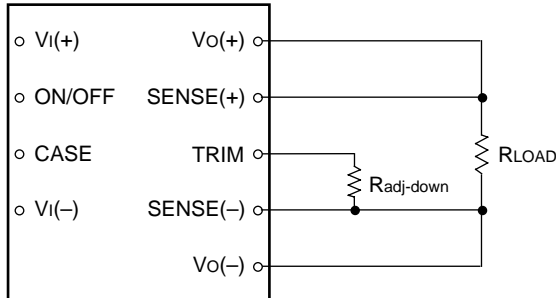 VI(+) VO(+)
ON/OFF SENSE(+)
CASE TRIM RLOAD
Radj-down
VI(–) SENSE(–)
VO(–)